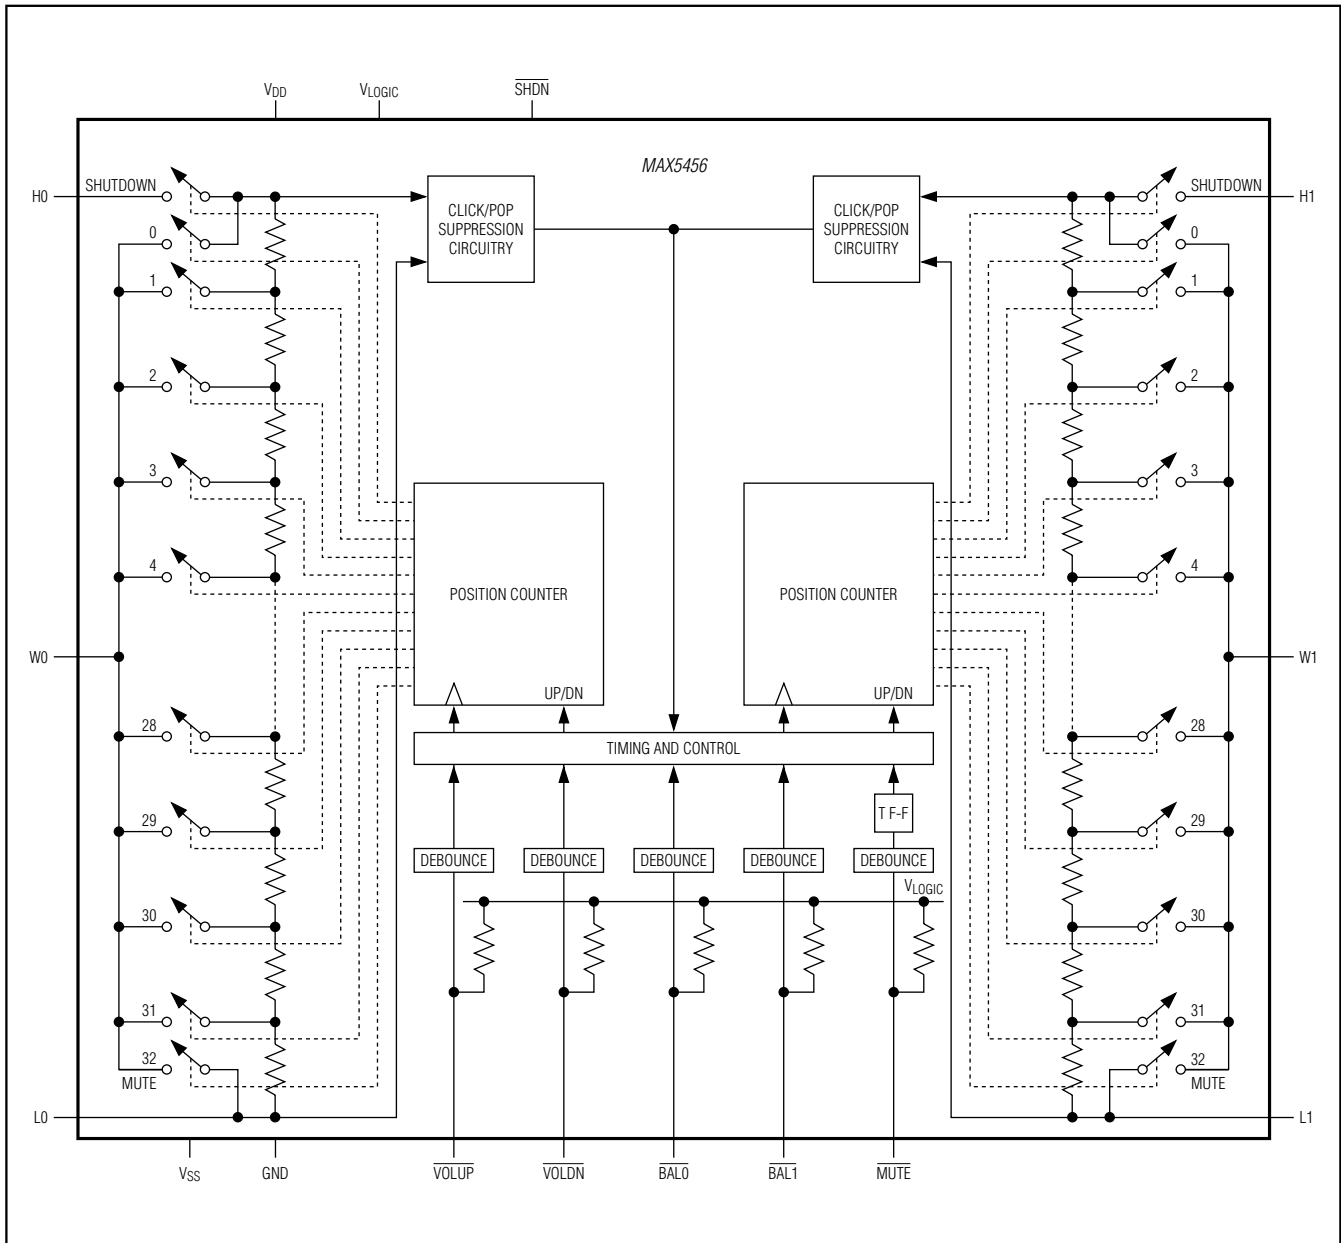 VDD VLOGIC SHDN
MAX5456
H0 SHUTDOWN SHUTDOWN H1
CLICK/POP
SUPPRESSION
CIRCUITRY
CLICK/POP
SUPPRESSION
CIRCUITRY
0 0
1 1
2 2
3 3
4 4
POSITION COUNTER POSITION COUNTER
W0 W1
UP/DN UP/DN
28 28
TIMING AND CONTROL
T F-F
29 29
DEBOUNCE DEBOUNCE DEBOUNCE DEBOUNCE DEBOUNCE
VLOGIC
30 30
31 31
32 32
MUTE MUTE
L0 L1
VSS GND VOLUP VOLDN BAL0 BAL1 MUTE